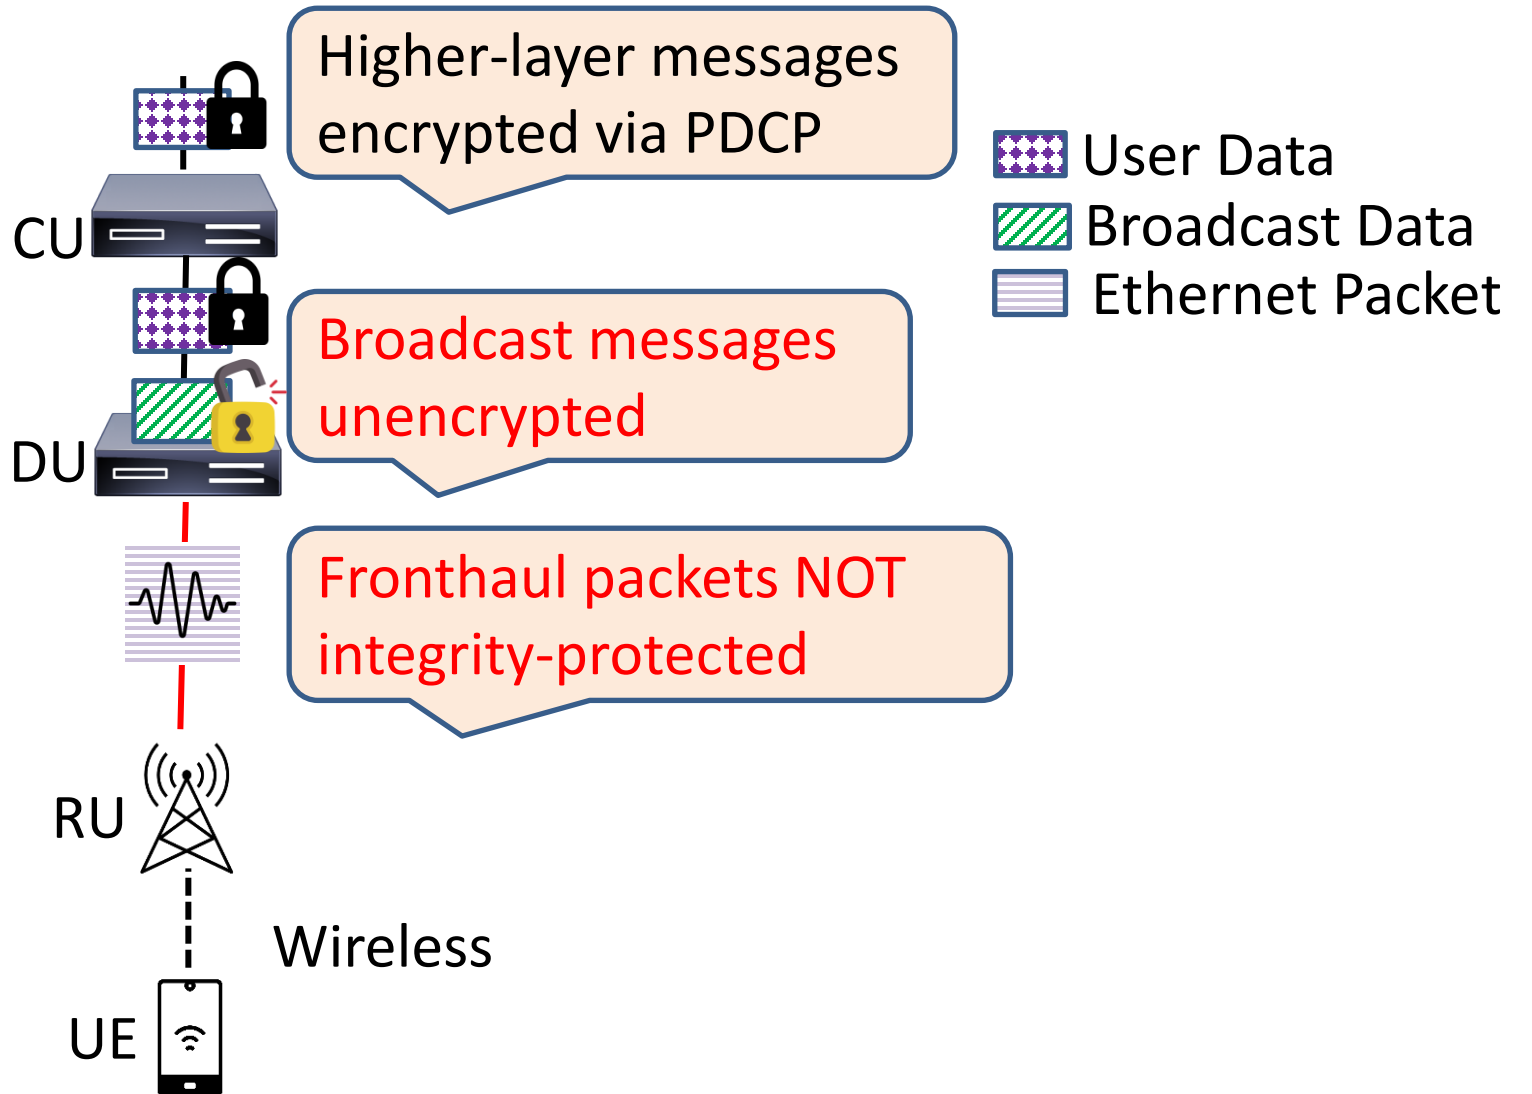 Higher-layer messages
encrypted via PDCP
User Data
Broadcast Data
Ethernet Packet
CU
Broadcast messages
unencrypted
DU
Fronthaul packets NOT
integrity-protected
RU
Wireless
UE